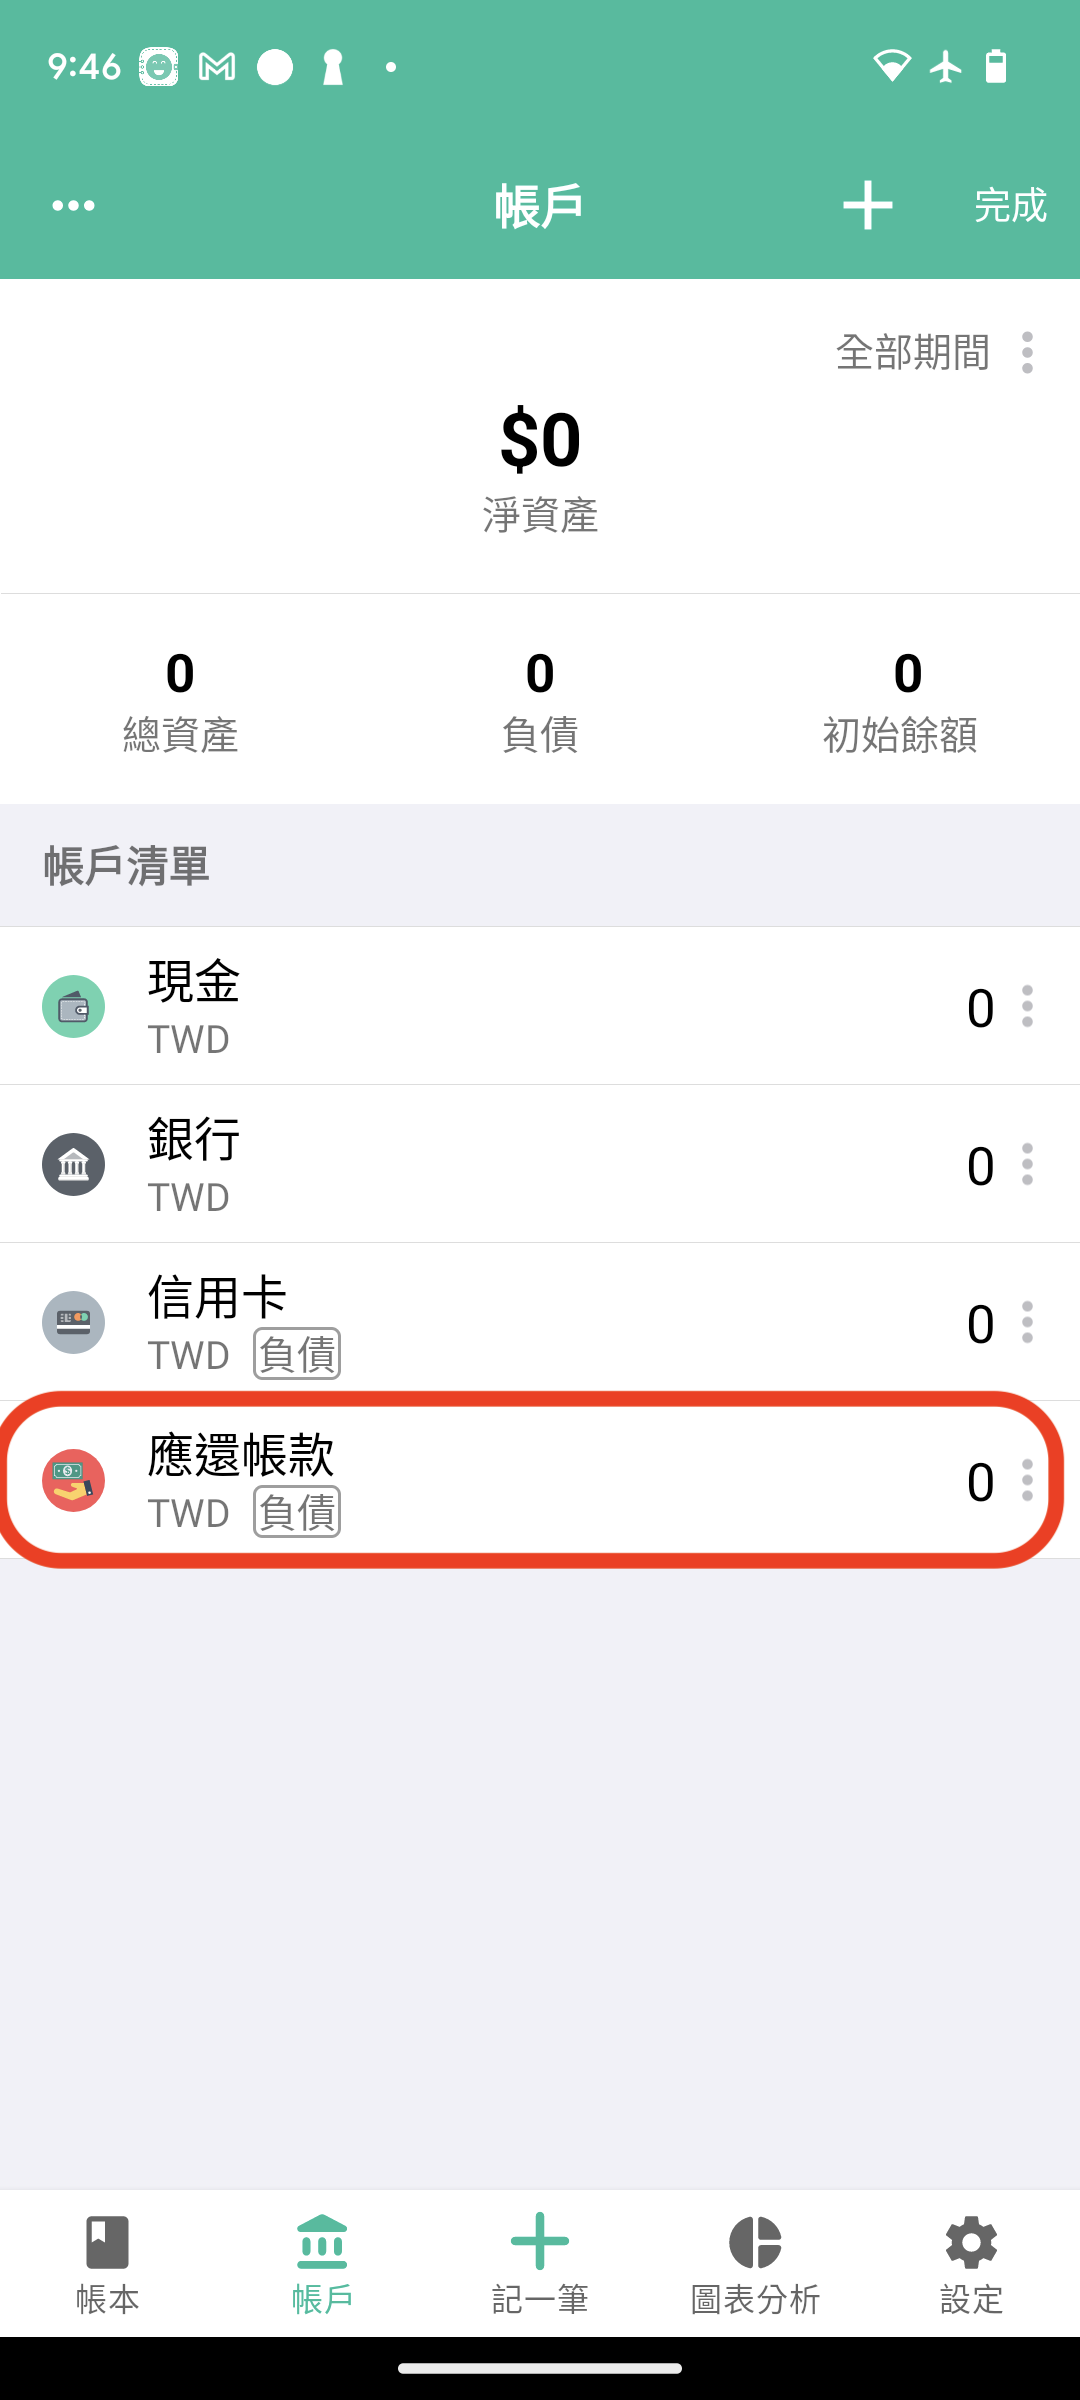 9:46
帳戶
完成
全部期間
$0
淨資產
0
總資產
0
負債
0
初始餘額
帳戶清單
現金
TWD
0
銀行
TWD
0
信用卡
TWD 負債
0
應還帳款
TWD 負債
0
帳本
帳戶
記一筆
圖表分析
設定